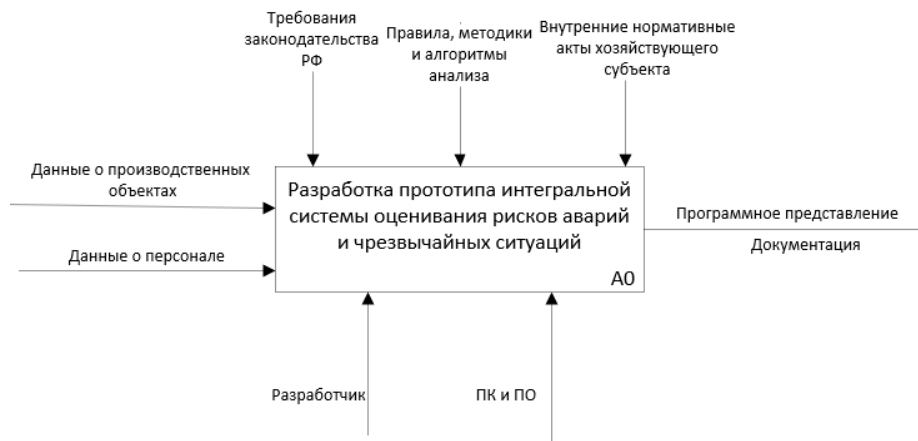 Требования
законодательства
РФ
Правила, методики
и алгоритмы
анализа
Внутренние нормативные
акты хозяйствующего
субъекта
Данные о производственных
объектах
Данные о персонале
Разработка прототипа интегральной
системы оценивания рисков аварий
и чрезвычайных ситуаций
A0
Программное представление
Документация
Разработчик
ПК и ПО